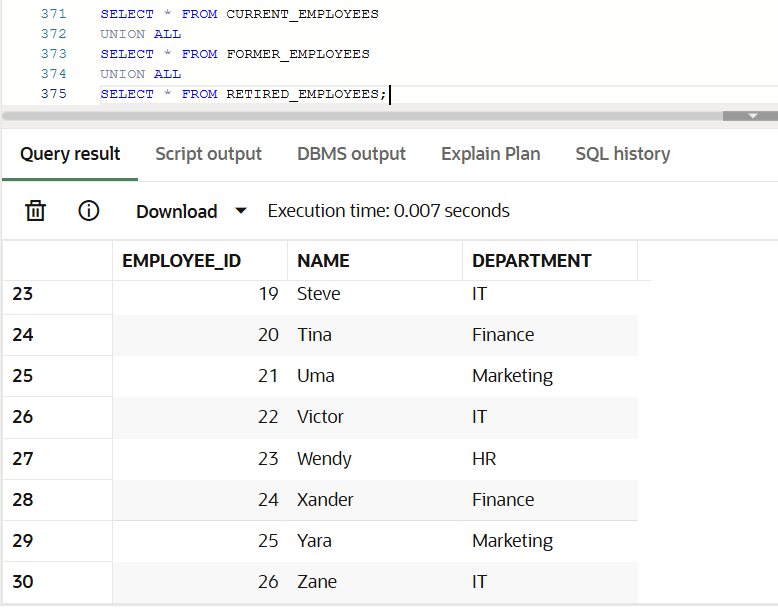 371 SELECT * FROM CURRENT_EMPLOYEES
372 UNION ALL
373 SELECT * FROM FORMER_EMPLOYEES
374 UNION ALL
375 SELECT * FROM RETIRED_EMPLOYEES;
Query result Script output DBMS output Explain Plan SQL history
Download Execution time: 0.007 seconds
EMPLOYEE_ID NAME DEPARTMENT
23 19 Steve IT
24 20 Tina Finance
25 21 Uma Marketing
26 22 Victor IT
27 23 Wendy HR
28 24 Xander Finance
29 25 Yara Marketing
30 26 Zane IT